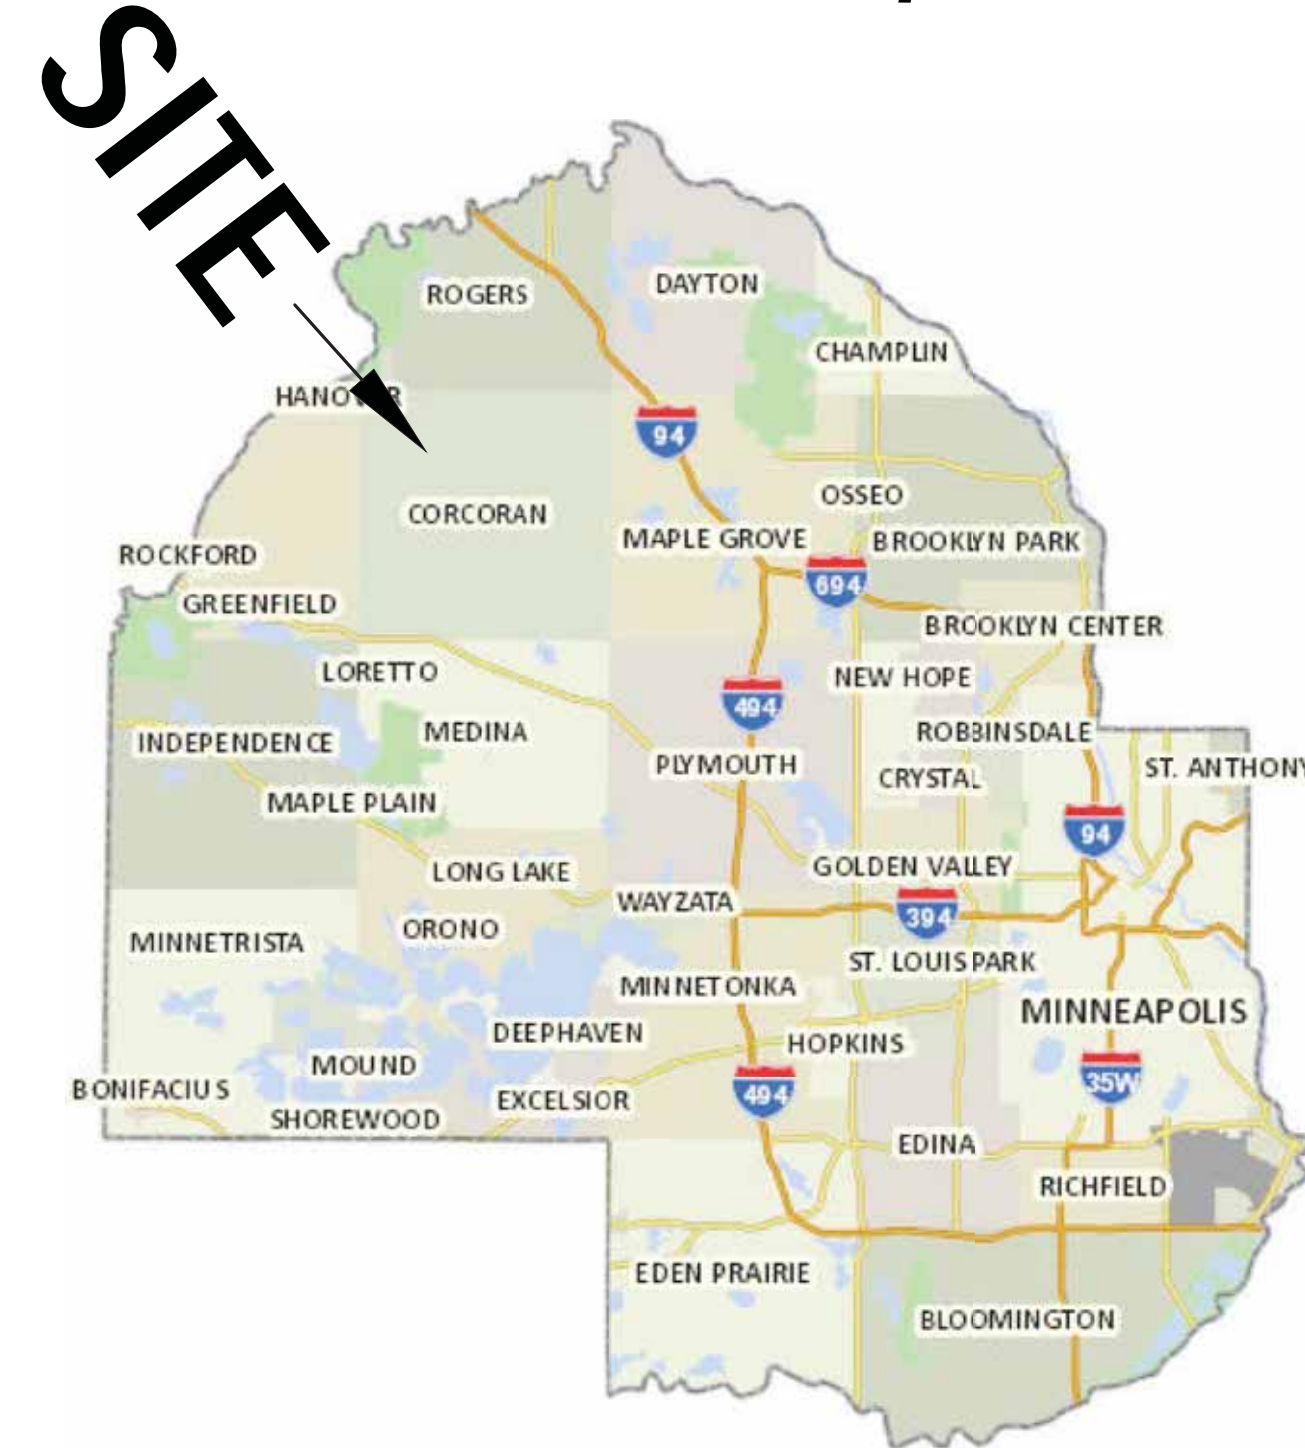 SITE
ROGERS
DAYTON
CHAMPLIN
HANOVER
94
CORCORAN
OSSEO
MAPLE GROVE
BROOKLYN PARK
ROCKFORD
694
GREENFIELD
BROOKLYN CENTER
LORETTO
NEW HOPE
494
INDEPENDENCE
MEDINA
ROBBINSDALE
PLYMOUTH
CRYSTAL
ST. ANTHONY
MAPLE PLAIN
94
LONG LAKE
GOLDEN VALLEY
WAYZATA
394
MINNETRISTA
ORONO
ST. LOUIS PARK
MINNETONKA
MINNEAPOLIS
DEEPHAVEN
HOPKINS
MOUND
35W
BONIFACIUS
EXCELSIOR
494
SHOREWOOD
EDINA
RICHFIELD
EDEN PRAIRIE
BLOOMINGTON